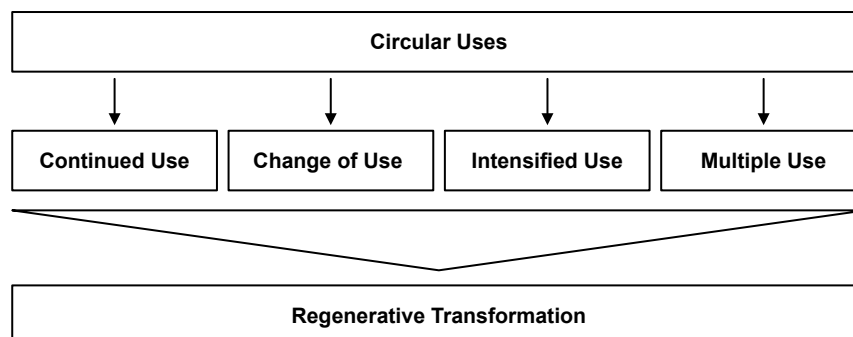 Circular Uses
Continued Use
Change of Use
Intensified Use
Multiple Use
Regenerative Transformation